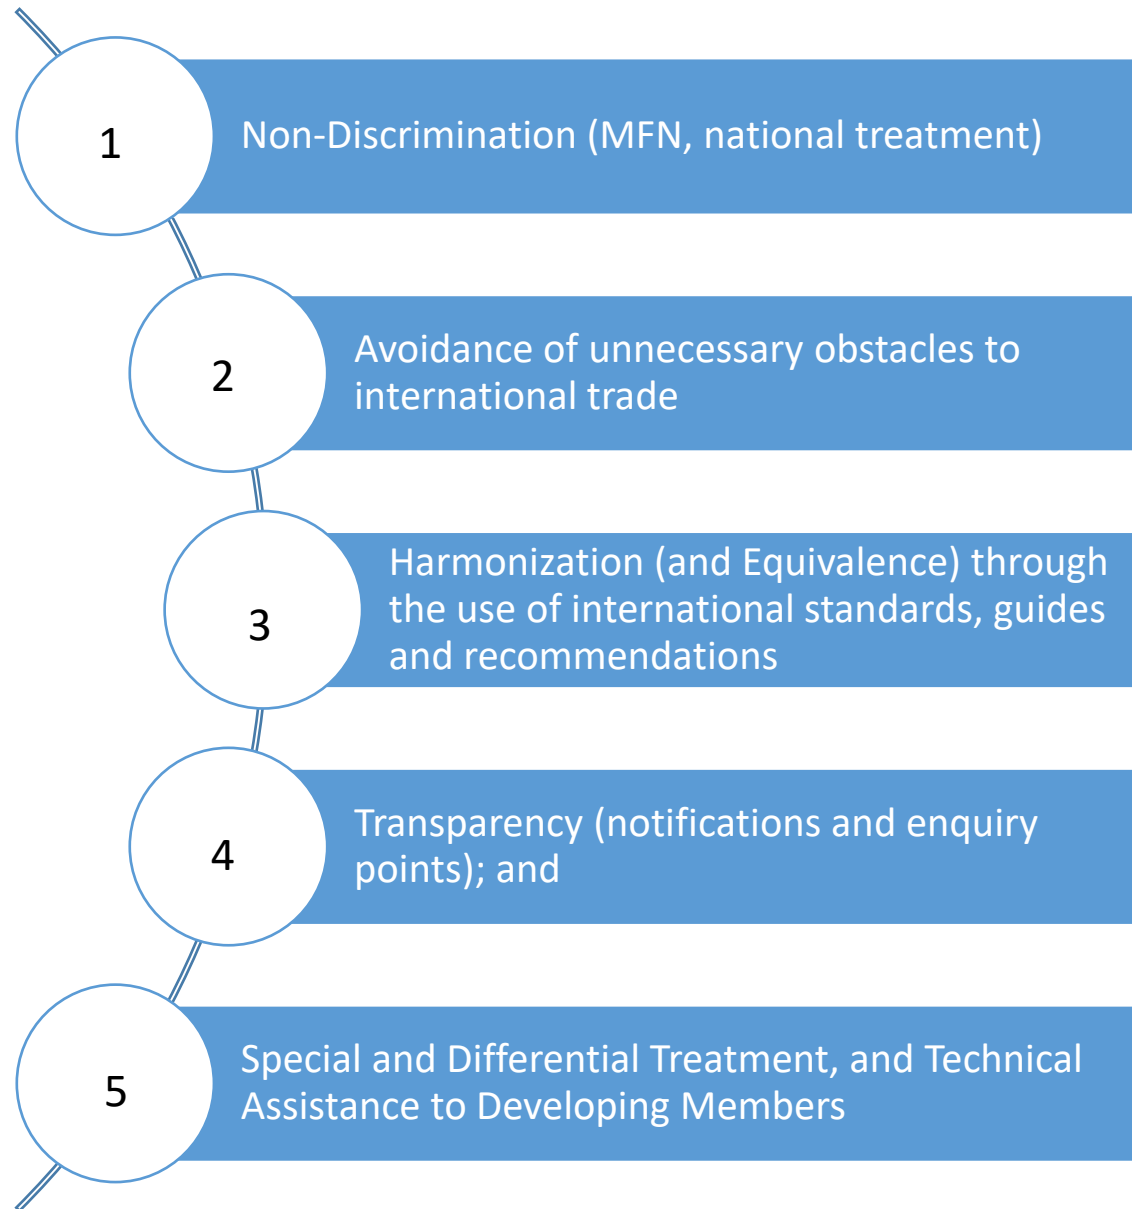 1
Non-Discrimination (MFN, national treatment)
2
Avoidance of unnecessary obstacles to
international trade
3
Harmonization (and Equivalence) through
the use of international standards, guides
and recommendations
4
Transparency (notifications and enquiry
points); and
5
Special and Differential Treatment, and Technical
Assistance to Developing Members